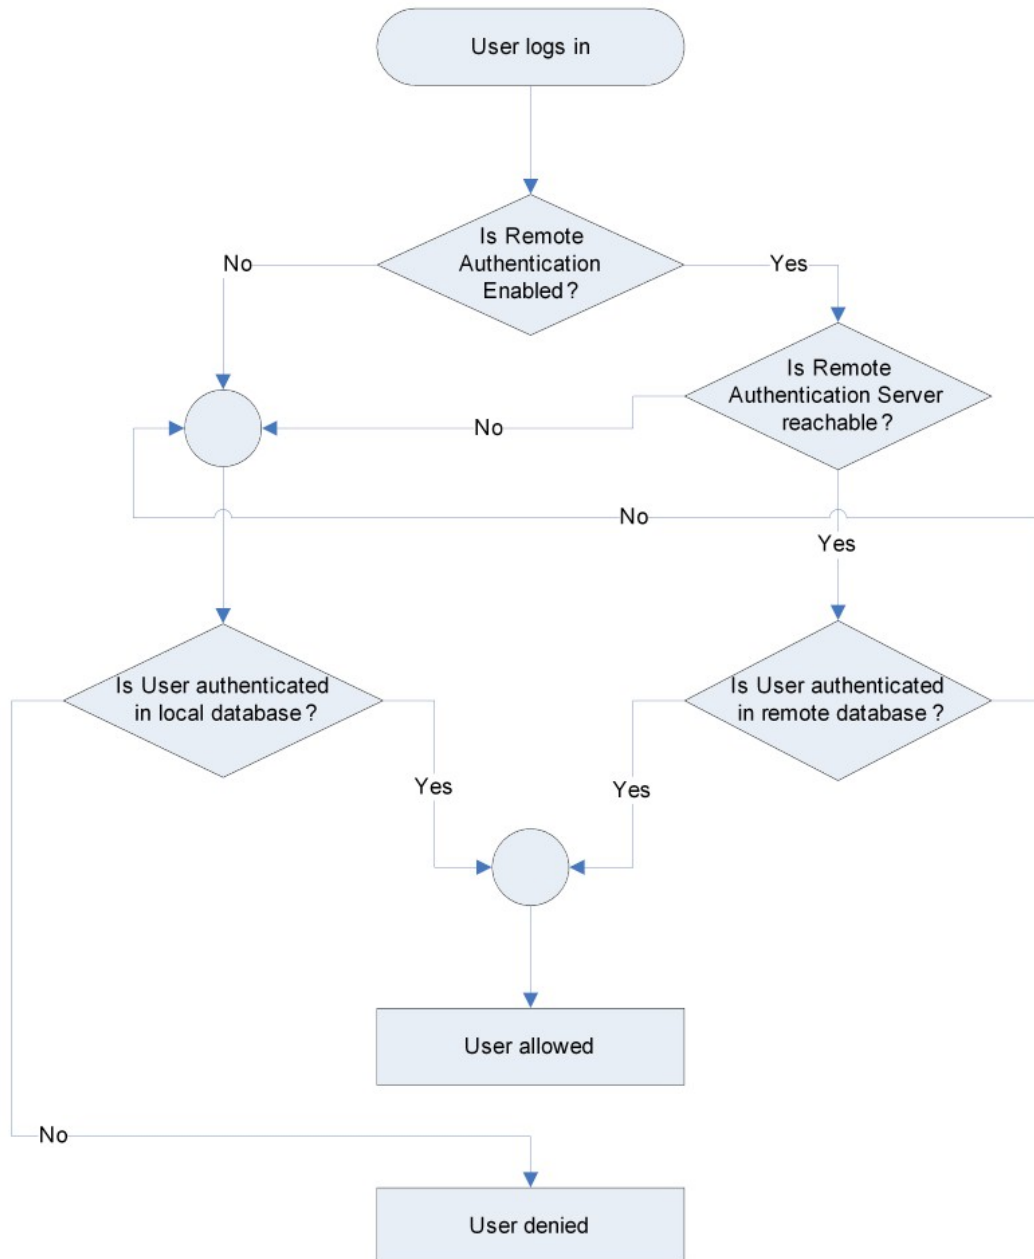 User logs in
Is Remote
Authentication
Enabled?
No
Yes
Is Remote
Authentication Server
reachable?
No
No
Yes
Is User authenticated
in local database?
Is User authenticated
in remote database?
Yes
Yes
User allowed
No
User denied